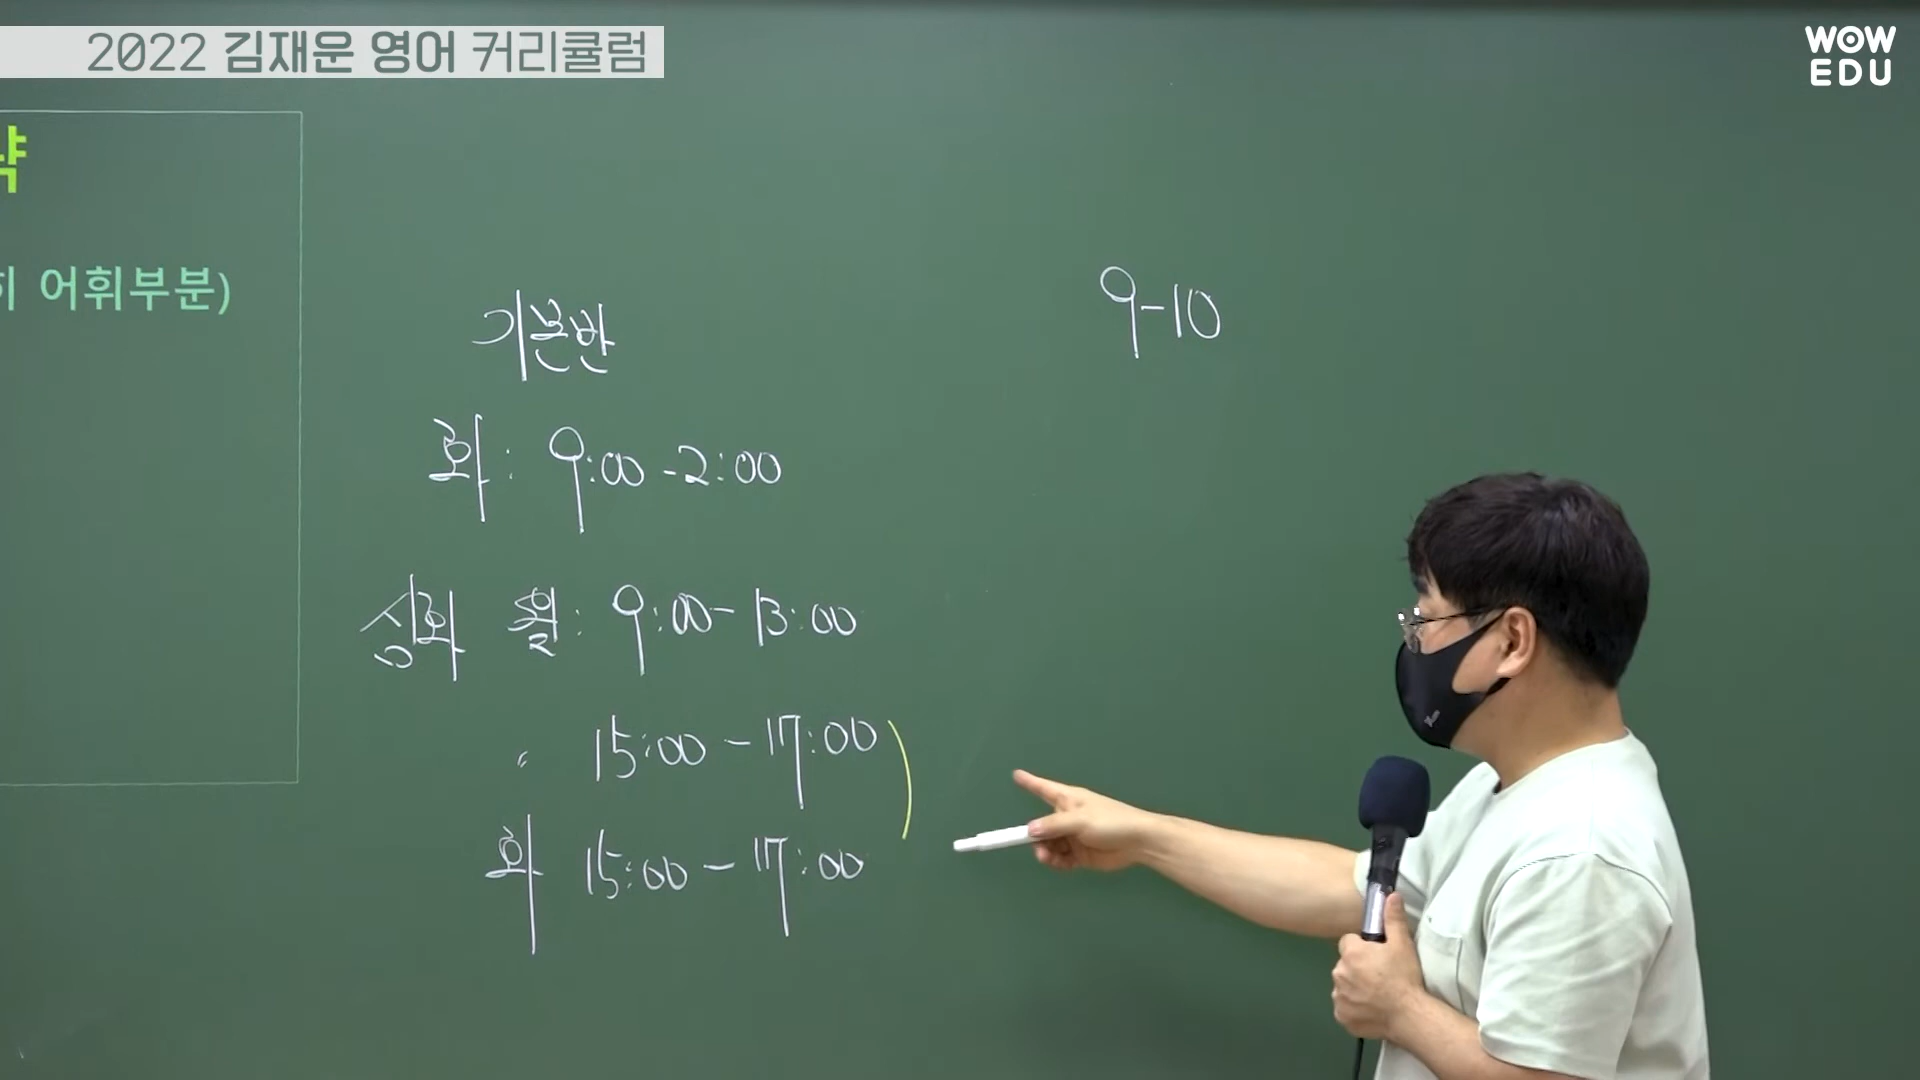 2022 김재운 영어 커리큘럼
WOW
EDU
략
히 어휘부분)
기본반
9-10
화: 9:00-2:00
심화 월: 9:00-13:00
〃 15:00-17:00
화 15:00-17:00